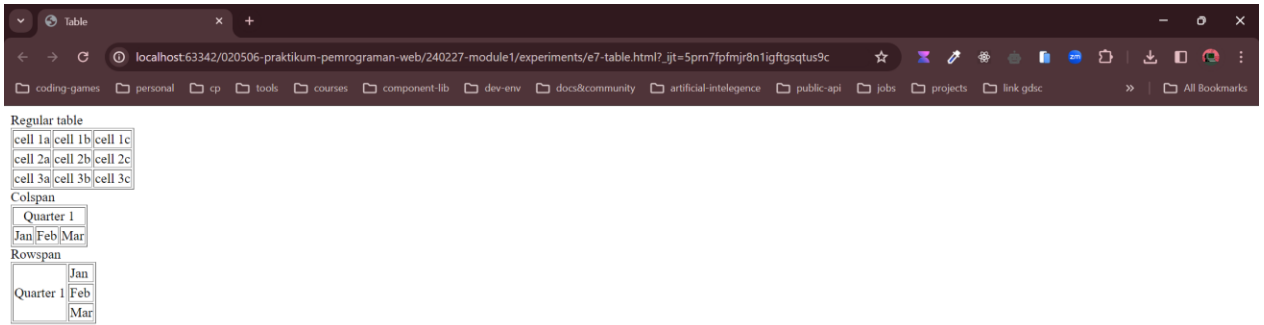 Table
localhost:63342/020506-praktikum-pemrograman-web/240227-module1/experiments/e7-table.html?_ijt=5prn7fpfmjr8n1igftgsqtus9c
coding-games personal cp tools courses component-lib dev-env docs&community artificial-intelegence public-api jobs projects link gdsc » All Bookmarks
Regular table
cell 1a cell 1b cell 1c
cell 2a cell 2b cell 2c
cell 3a cell 3b cell 3c
Colspan
Quarter 1
Jan Feb Mar
Rowspan
Jan
Quarter 1 Feb
Mar